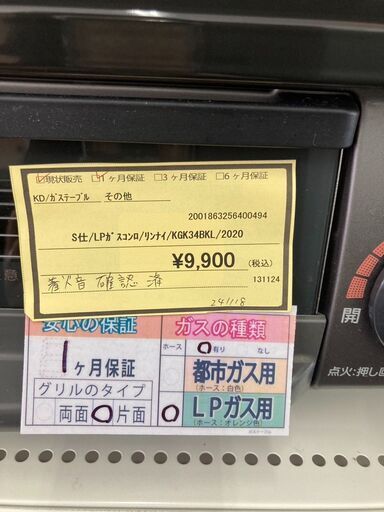 ☑現状販売 ☑1ヶ月保証 □3ヶ月保証 □6ヶ月保証
KD/ガステーブル その他
2001863256400494
S仕/LPガスコンロ/リンナイ/KGK34BKL/2020
¥9,900 (税込)
着火音確認済
131124
241118
安心の保証
1ヶ月保証
グリルのタイプ
両面 O 片面
ガスの種類
ホース O有り なし
都市ガス用
(ホース：白色)
O LPガス用
(ホース：オレンジ色)
開
点火:押し回
意